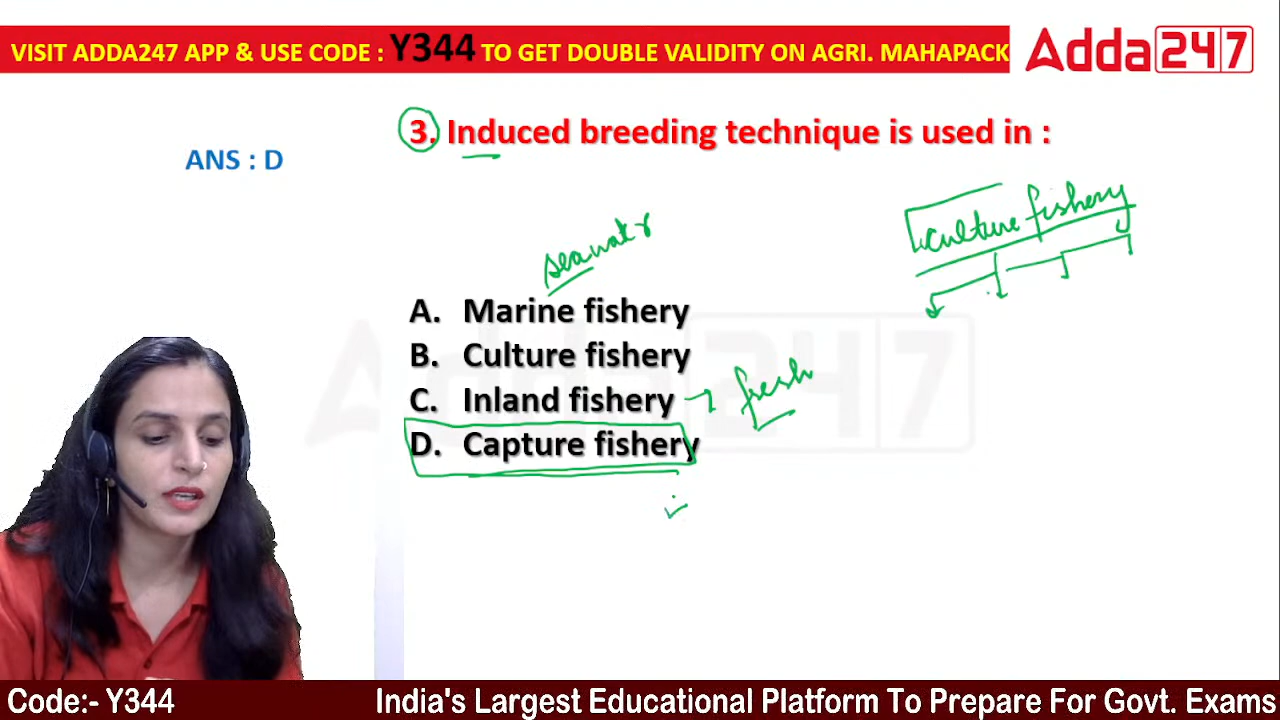 VISIT ADDA247 APP & USE CODE : Y344 TO GET DOUBLE VALIDITY ON AGRI. MAHAPACK
Adda247
3. Induced breeding technique is used in :
ANS : D
culture fishery
seawatr
A. Marine fishery
B. Culture fishery
C. Inland fishery
fresh
D. Capture fishery
Code:- Y344
India's Largest Educational Platform To Prepare For Govt. Exams